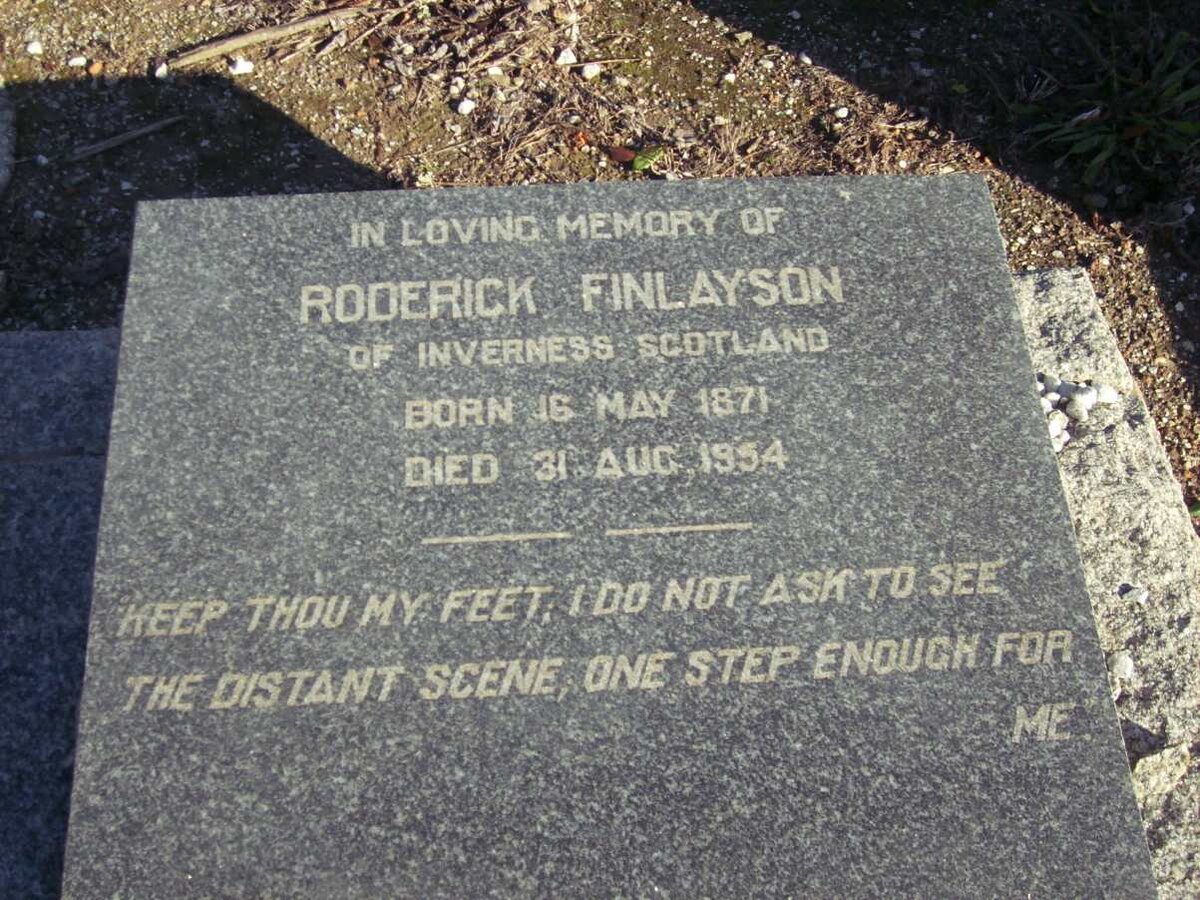 IN LOVING MEMORY OF
RODERICK FINLAYSON
OF INVERNESS SCOTLAND
BORN 16 MAY 1871
DIED 31 AUG 1954
KEEP THOU MY FEET, I DO NOT ASK TO SEE
THE DISTANT SCENE, ONE STEP ENOUGH FOR
ME